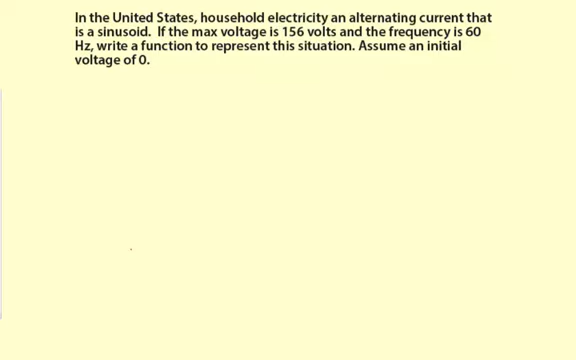 In the United States, household electricity an alternating current that
is a sinusoid. If the max voltage is 156 volts and the frequency is 60
Hz, write a function to represent this situation. Assume an initial
voltage of 0.